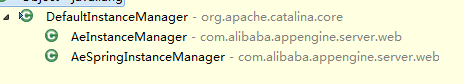 DefaultInstanceManager - org.apache.catalina.core
AeInstanceManager - com.alibaba.appengine.server.web
AeSpringInstanceManager - com.alibaba.appengine.server.web